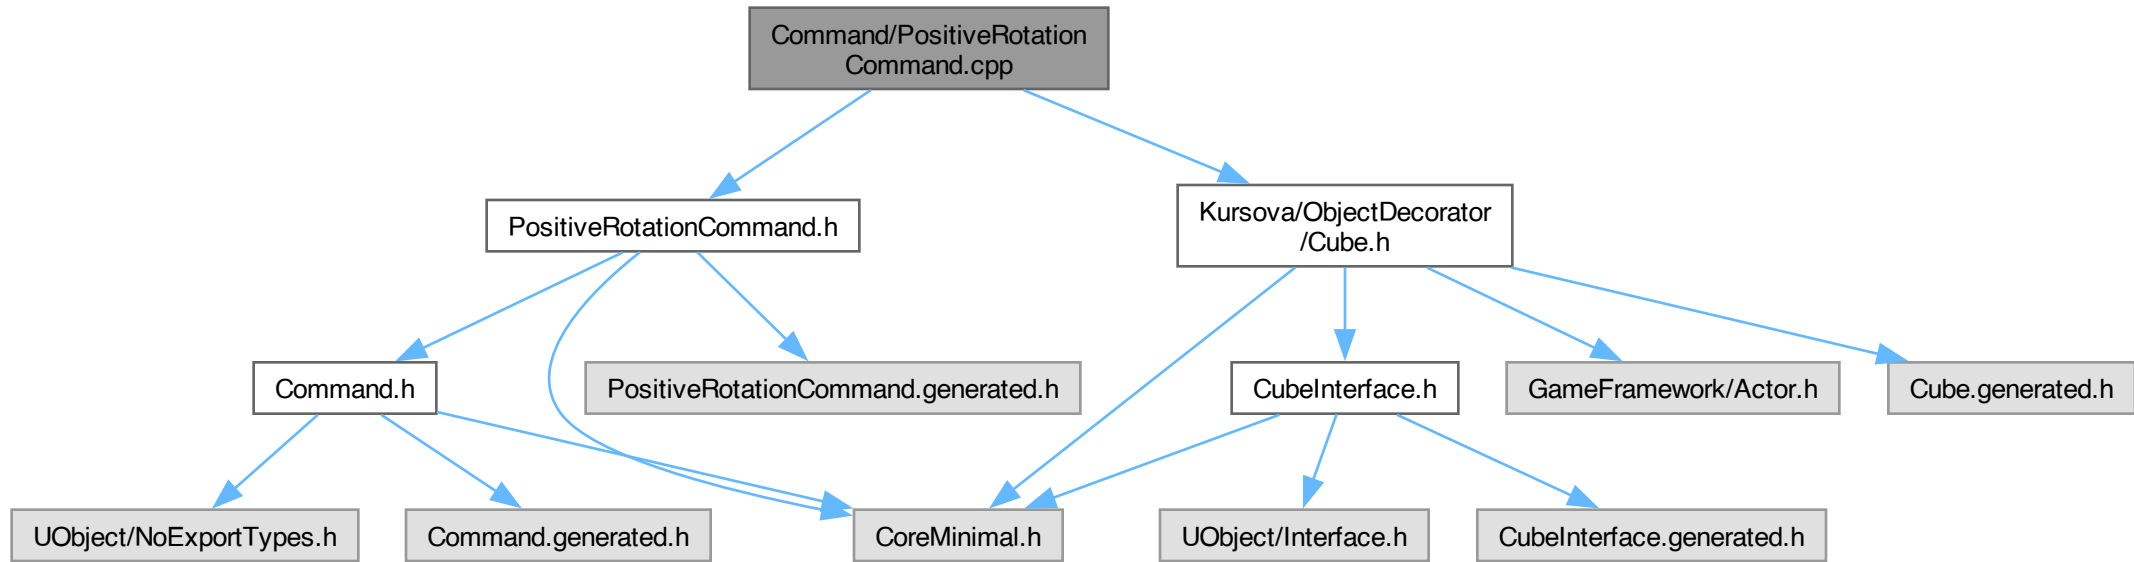 Command/PositiveRotation
Command.cpp
PositiveRotationCommand.h
Kursova/ObjectDecorator
/Cube.h
Command.h
PositiveRotationCommand.generated.h
CubeInterface.h
GameFramework/Actor.h
Cube.generated.h
UObject/NoExportTypes.h
Command.generated.h
CoreMinimal.h
UObject/Interface.h
CubeInterface.generated.h